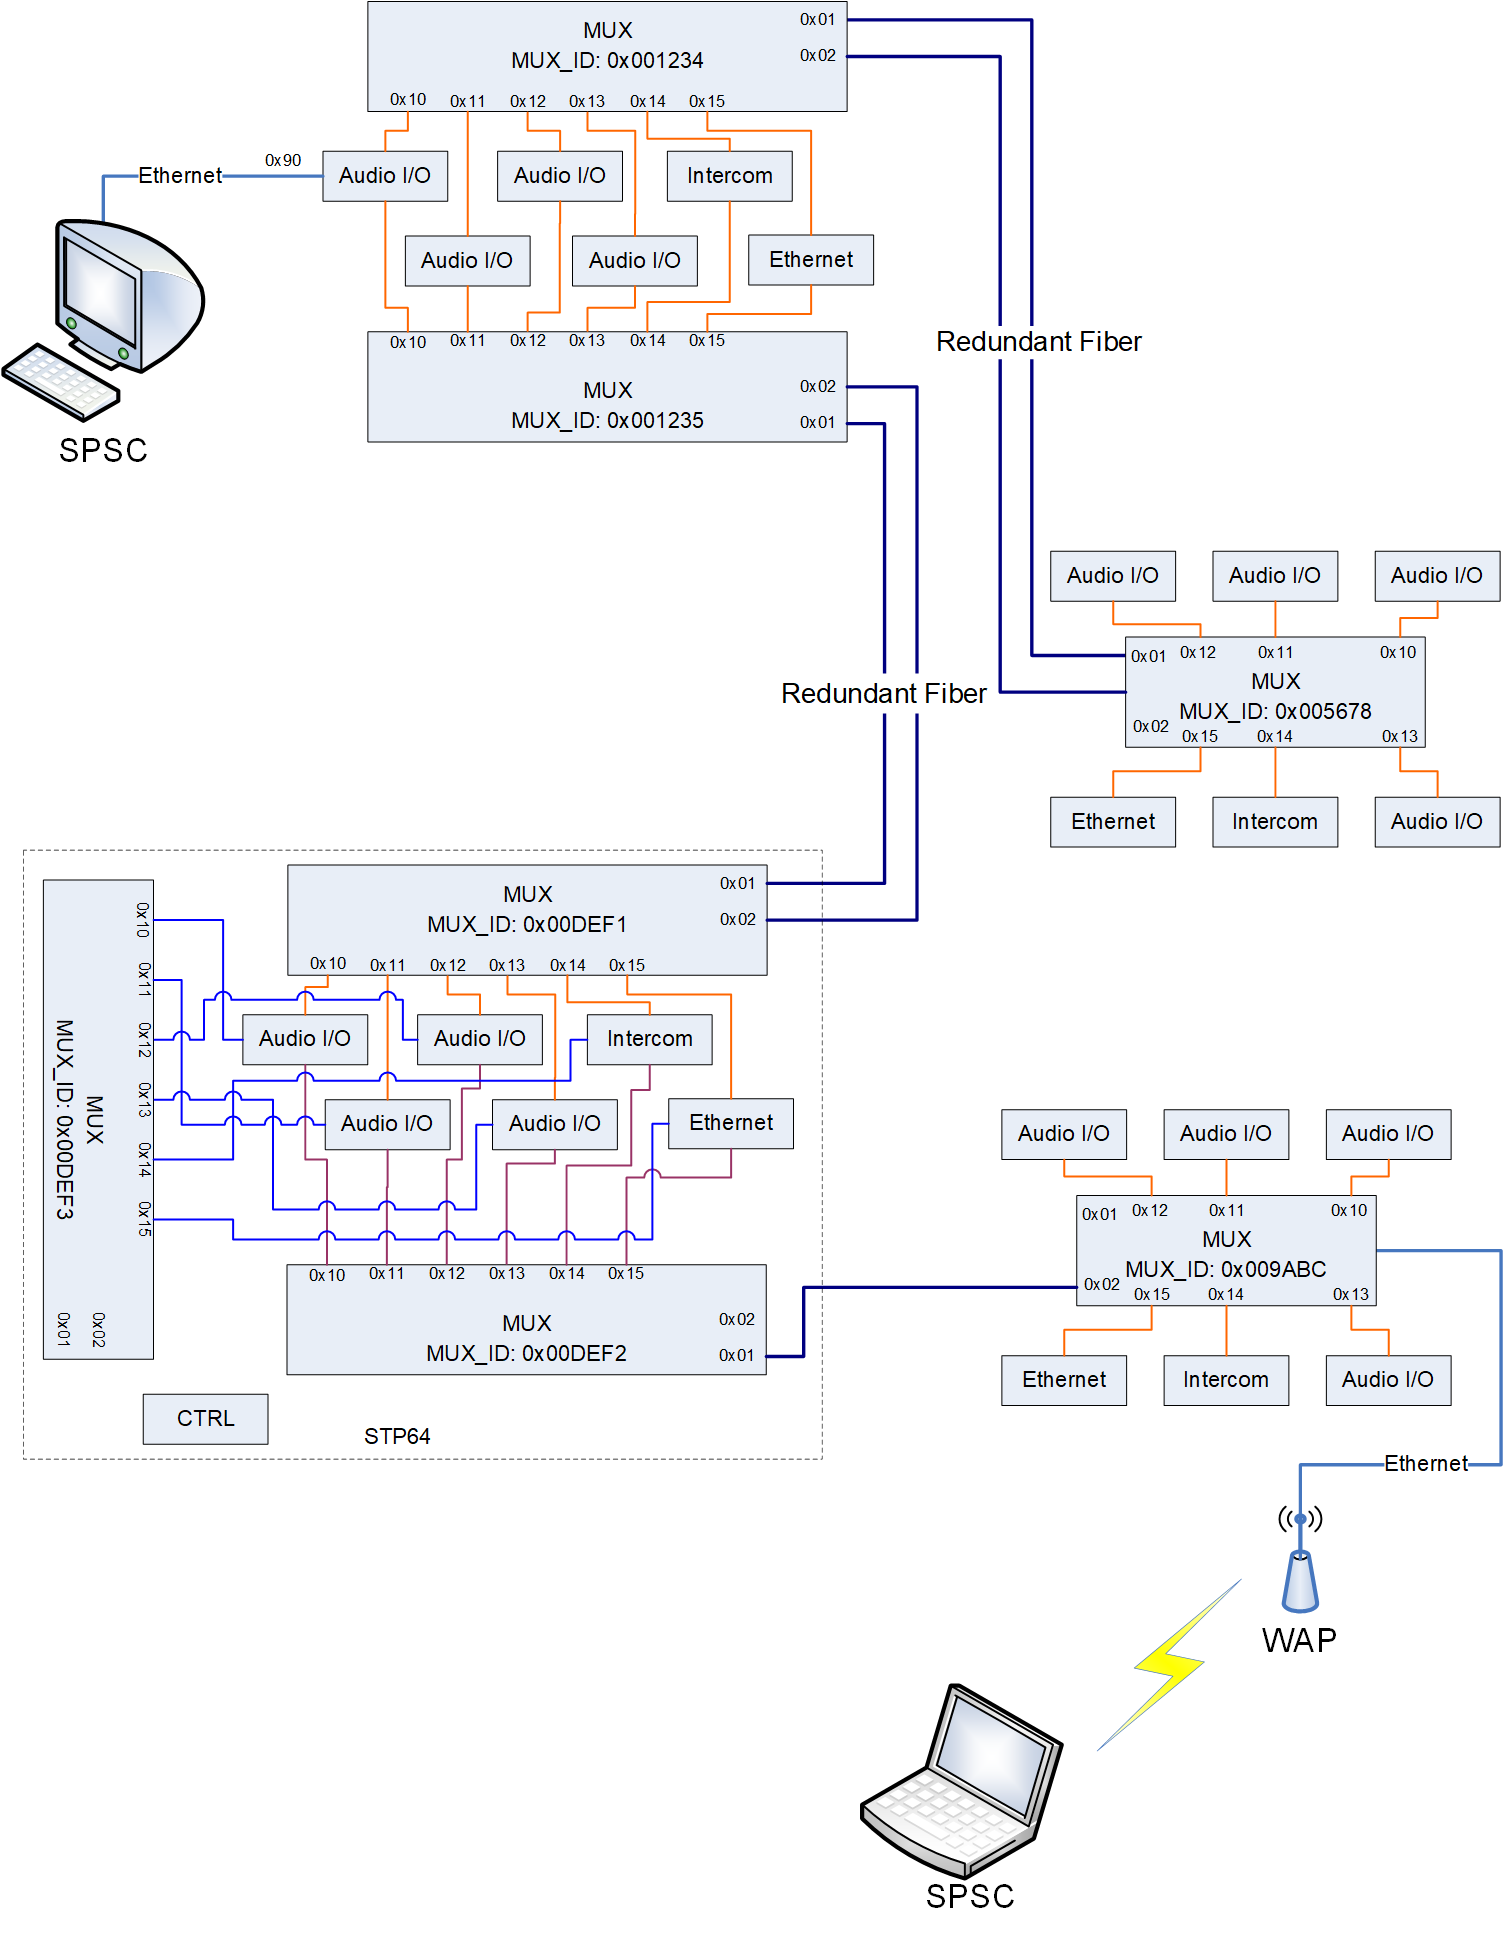 MUX
MUX_ID: 0x001234
0x01
0x02
0x10
0x11
0x12
0x13
0x14
0x15
Ethernet
0x90
Audio I/O
Audio I/O
Intercom
Audio I/O
Audio I/O
Ethernet
SPSC
0x10
0x11
0x12
0x13
0x14
0x15
MUX
MUX_ID: 0x001235
0x02
0x01
Redundant Fiber
Redundant Fiber
Audio I/O
Audio I/O
Audio I/O
0x01
0x12
0x11
0x10
MUX
MUX_ID: 0x005678
0x02
0x15
0x14
0x13
Ethernet
Intercom
Audio I/O
MUX
MUX_ID: 0x00DEF1
0x01
0x02
0x10
0x11
0x12
0x13
0x14
0x15
0x10
0x11
0x12
0x13
0x14
0x15
MUX
MUX_ID: 0x00DEF3
0x01
0x02
Audio I/O
Audio I/O
Intercom
Audio I/O
Audio I/O
Ethernet
0x10
0x11
0x12
0x13
0x14
0x15
MUX
MUX_ID: 0x00DEF2
0x02
0x01
CTRL
STP64
Audio I/O
Audio I/O
Audio I/O
0x01
0x12
0x11
0x10
MUX
MUX_ID: 0x009ABC
0x02
0x15
0x14
0x13
Ethernet
Intercom
Audio I/O
Ethernet
WAP
SPSC